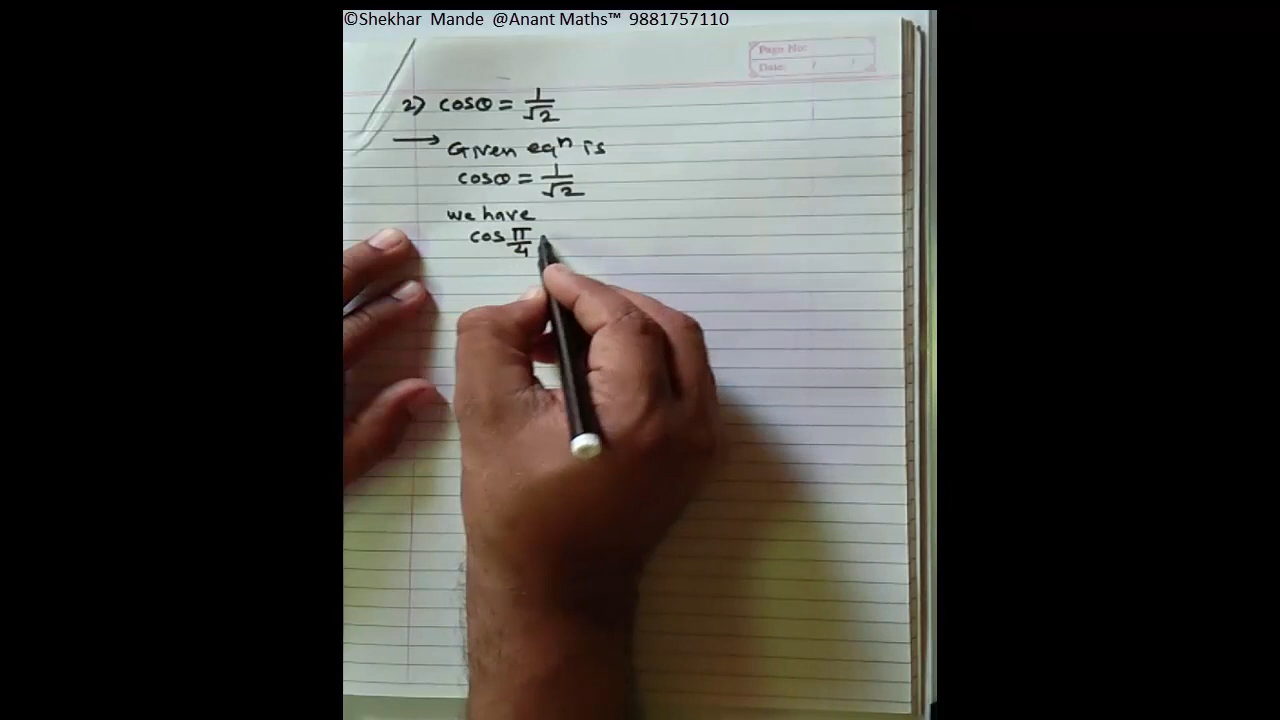 ©Shekhar Mande @Anant Maths™ 9881757110
Page No:
Date: / /
2) cosθ = 1/√2
→ Given eqⁿ is
cosθ = 1/√2
we have
cos π/4